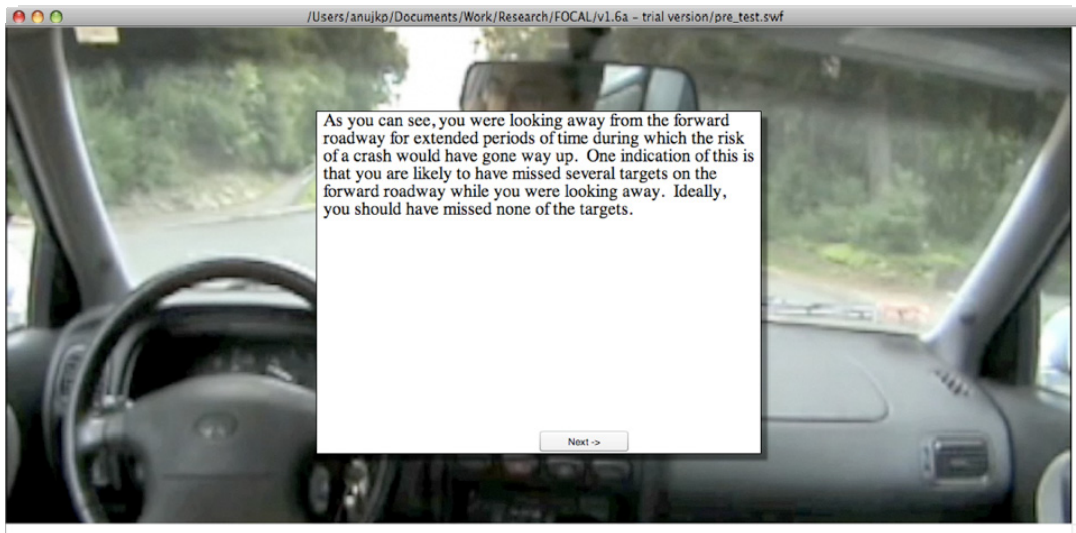 /Users/anujkp/Documents/Work/Research/FOCAL/v1.6a – trial version/pre_test.swf
As you can see, you were looking away from the forward
roadway for extended periods of time during which the risk
of a crash would have gone way up.  One indication of this is
that you are likely to have missed several targets on the
forward roadway while you were looking away.  Ideally,
you should have missed none of the targets.
Next ->